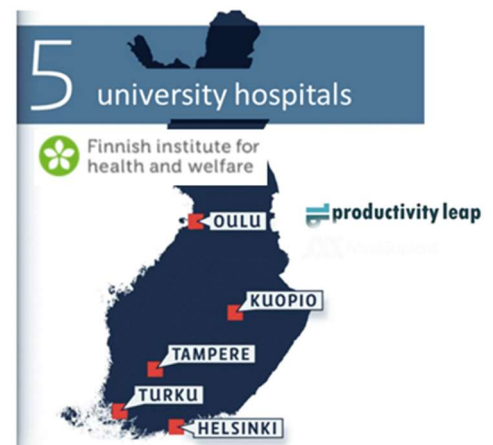 5
university hospitals
Finnish institute for
health and welfare
productivity leap
OULU
KUOPIO
TAMPERE
TURKU
HELSINKI